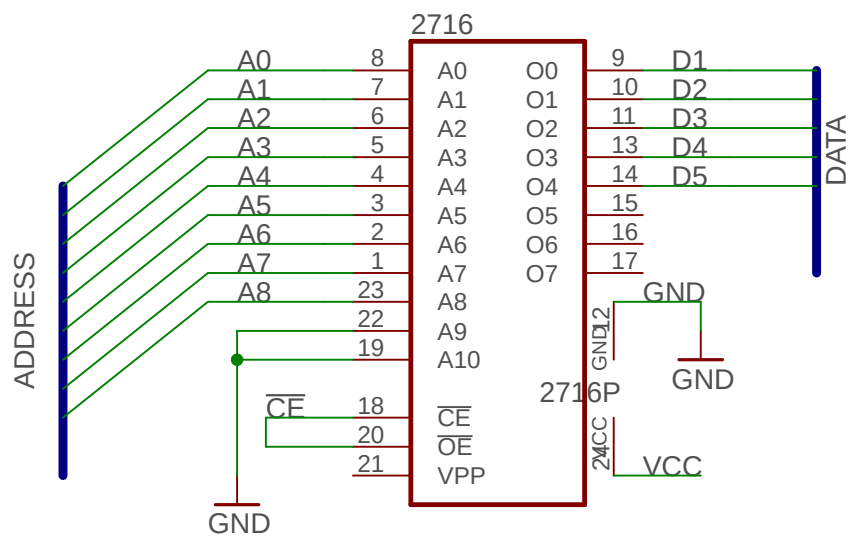 2716
A0 8 A0 O0 9 D1
A1 7 A1 O1 10 D2
A2 6 A2 O2 11 D3
A3 5 A3 O3 13 D4
A4 4 A4 O4 14 D5
A5 3 A5 O5 15
A6 2 A6 O6 16
A7 1 A7 O7 17
A8 23 A8
22 A9
19 A10
18 C̅E̅
C̅E̅
20 O̅E̅
21 VPP
GND
ADDRESS
DATA
GND
12
GND
GND
2716P
VCC
24
VCC